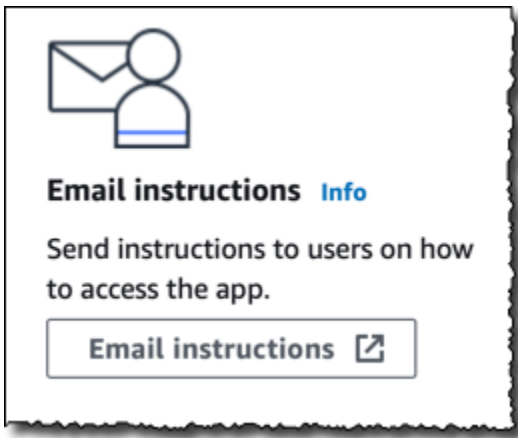 Email instructions Info
Send instructions to users on how
to access the app.
Email instructions